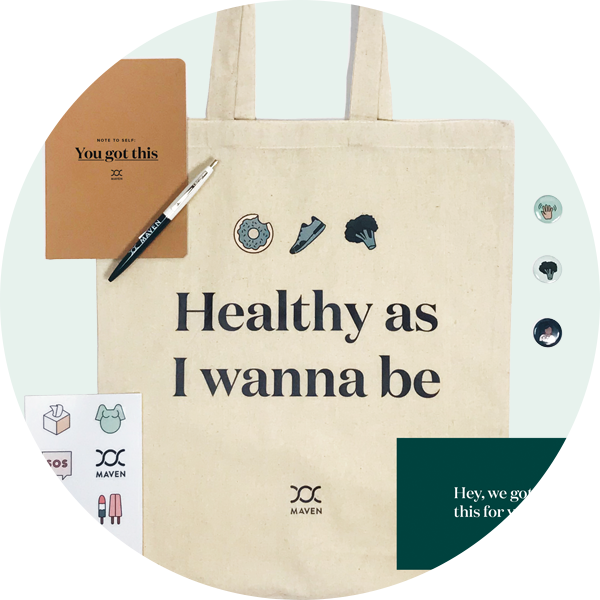 NOTE TO SELF:
You got this
MAVEN
MAVEN
Healthy as
I wanna be
MAVEN
SOS
MAVEN
Hey, we got
this for